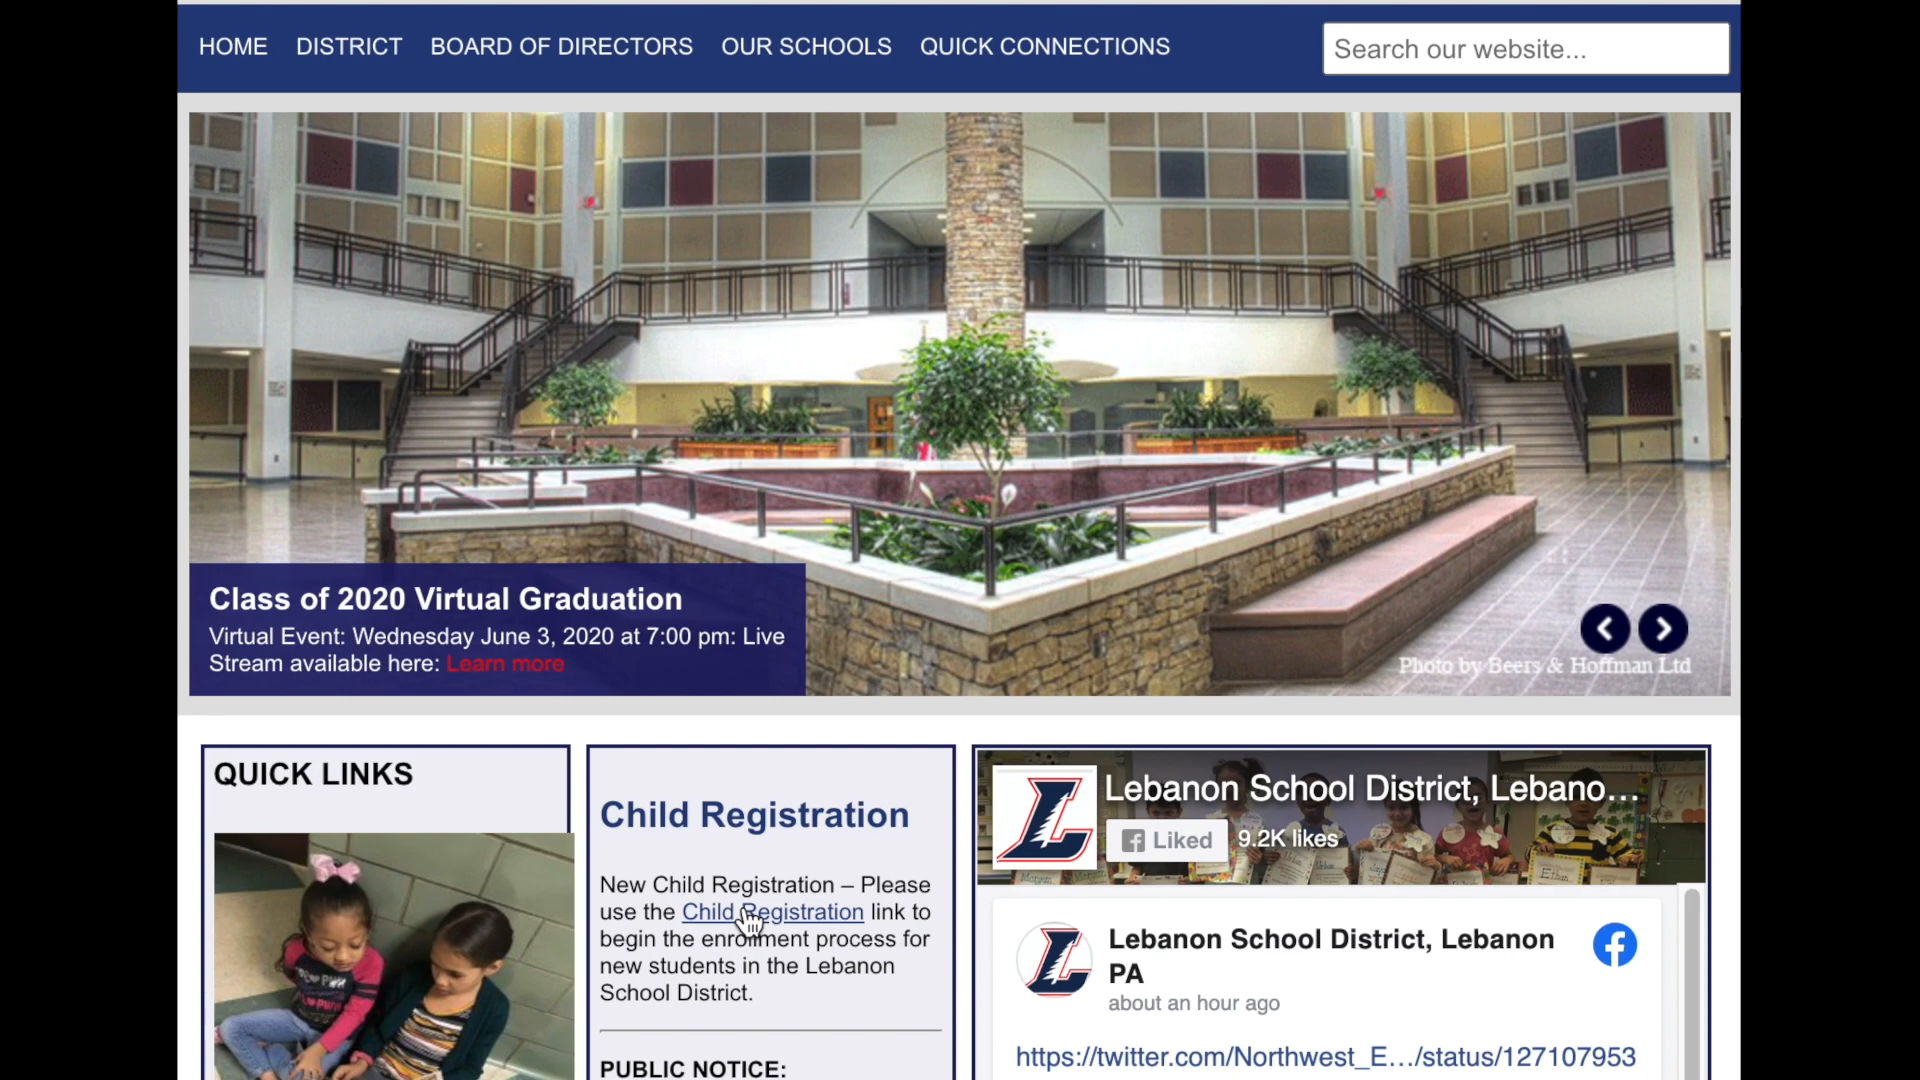 HOME DISTRICT BOARD OF DIRECTORS OUR SCHOOLS QUICK CONNECTIONS
Search our website...
Class of 2020 Virtual Graduation
Virtual Event: Wednesday June 3, 2020 at 7:00 pm: Live
Stream available here: Learn more
Photo by Beers & Hoffman Ltd
QUICK LINKS
Child Registration
New Child Registration – Please
use the Child Registration link to
begin the enrollment process for
new students in the Lebanon
School District.
PUBLIC NOTICE:
Lebanon School District, Lebano...
Liked 9.2K likes
Lebanon School District, Lebanon
PA
about an hour ago
https://twitter.com/Northwest_E…/status/127107953